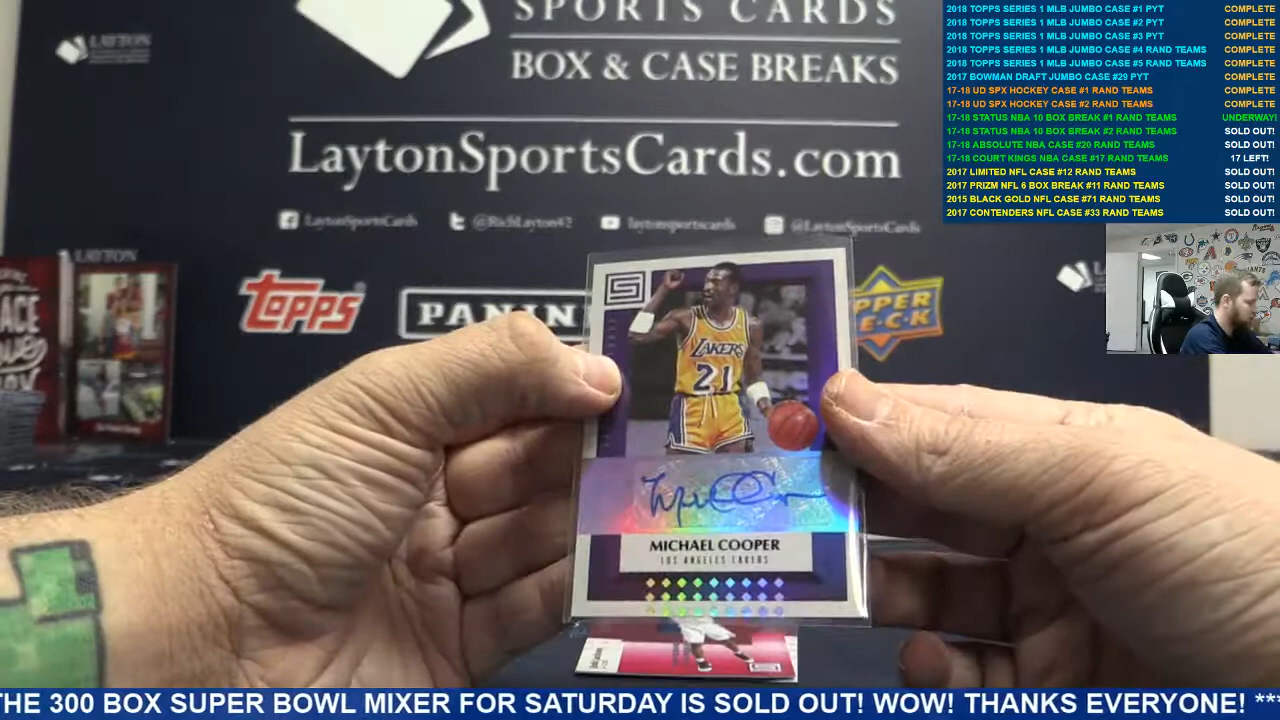 SPORTS CARDS
BOX & CASE BREAKS
LaytonSportsCards.com
LaytonSportsCards
@RichLayton42
laytonsportscards
@LaytonSportsCards
LAYTON
TOPPS
PANINI
UPPER DECK
2018 TOPPS SERIES 1 MLB JUMBO CASE #1 PYT COMPLETE
2018 TOPPS SERIES 1 MLB JUMBO CASE #2 PYT COMPLETE
2018 TOPPS SERIES 1 MLB JUMBO CASE #3 PYT COMPLETE
2018 TOPPS SERIES 1 MLB JUMBO CASE #4 RAND TEAMS COMPLETE
2018 TOPPS SERIES 1 MLB JUMBO CASE #5 RAND TEAMS COMPLETE
2017 BOWMAN DRAFT JUMBO CASE #29 PYT COMPLETE
17-18 UD SPX HOCKEY CASE #1 RAND TEAMS COMPLETE
17-18 UD SPX HOCKEY CASE #2 RAND TEAMS COMPLETE
17-18 STATUS NBA 10 BOX BREAK #1 RAND TEAMS UNDERWAY!
17-18 STATUS NBA 10 BOX BREAK #2 RAND TEAMS SOLD OUT!
17-18 ABSOLUTE NBA CASE #20 RAND TEAMS SOLD OUT!
17-18 COURT KINGS NBA CASE #17 RAND TEAMS 17 LEFT!
2017 LIMITED NFL CASE #12 RAND TEAMS SOLD OUT!
2017 PRIZM NFL 6 BOX BREAK #11 RAND TEAMS SOLD OUT!
2015 BLACK GOLD NFL CASE #71 RAND TEAMS SOLD OUT!
2017 CONTENDERS NFL CASE #33 RAND TEAMS SOLD OUT!
S
LAKERS
21
MICHAEL COOPER
LOS ANGELES LAKERS
THE 300 BOX SUPER BOWL MIXER FOR SATURDAY IS SOLD OUT! WOW! THANKS EVERYONE! **